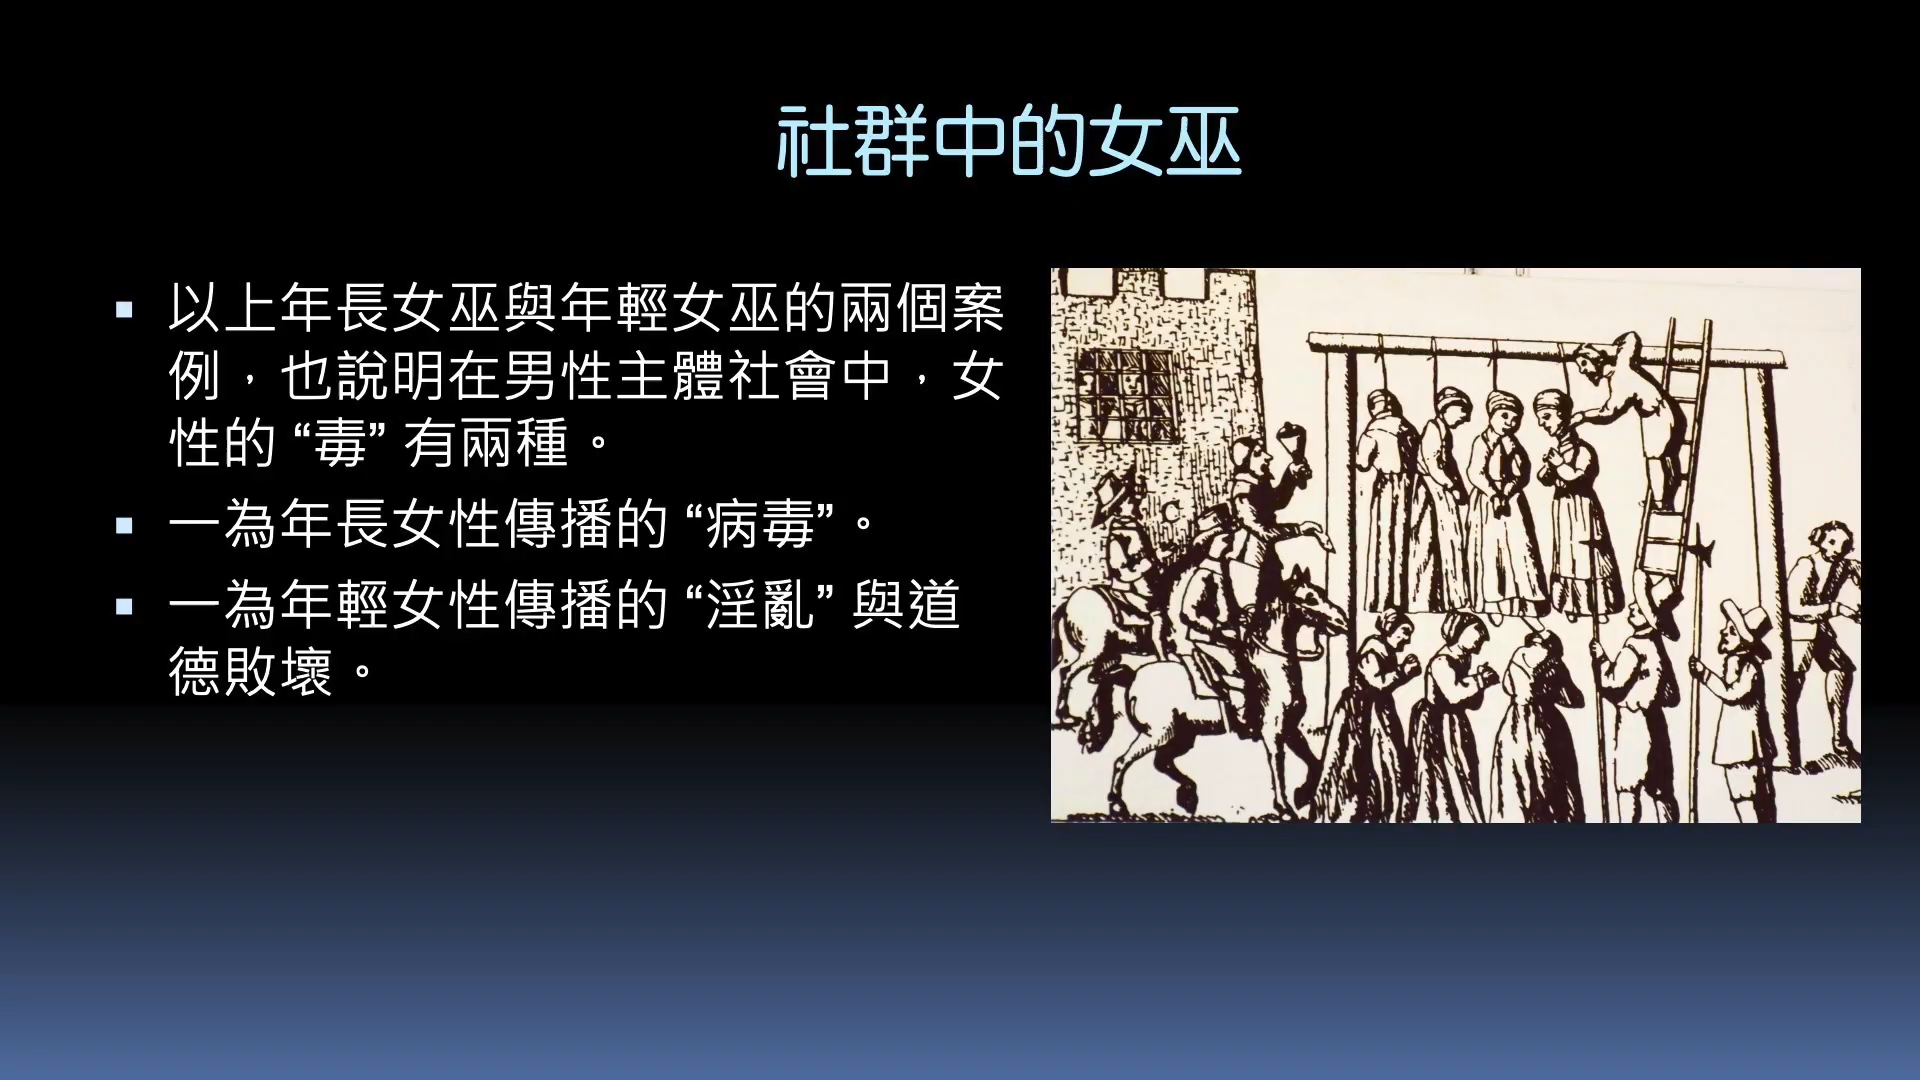 社群中的女巫
以上年長女巫與年輕女巫的兩個案
例，也說明在男性主體社會中，女
性的 “毒” 有兩種。
一為年長女性傳播的 “病毒”。
一為年輕女性傳播的 “淫亂” 與道
德敗壞。